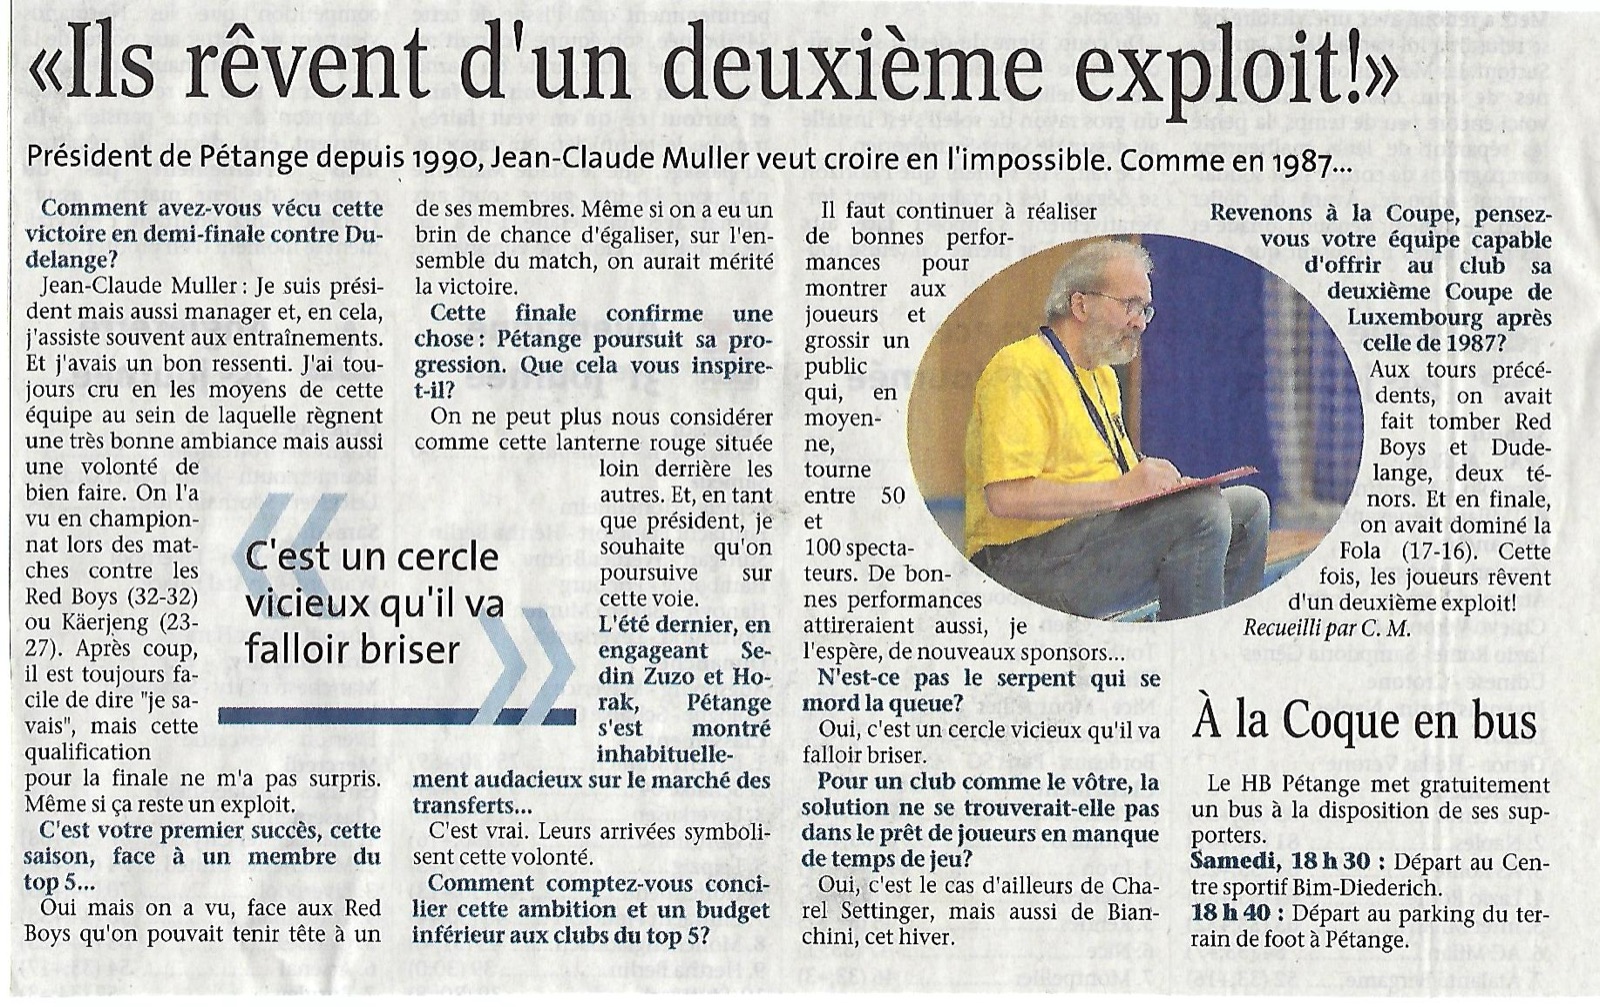 «Ils rêvent d'un deuxième exploit!»
Président de Pétange depuis 1990, Jean-Claude Muller veut croire en l'impossible. Comme en 1987...
Comment avez-vous vécu cette
victoire en demi-finale contre Du-
delange?
Jean-Claude Muller : Je suis prési-
dent mais aussi manager et, en cela,
j'assiste souvent aux entraînements.
Et j'avais un bon ressenti. J'ai tou-
jours cru en les moyens de cette
équipe au sein de laquelle règnent
une très bonne ambiance mais aussi
une volonté de
bien faire. On l'a
vu en champion-
nat lors des mat-
ches contre les
Red Boys (32-32)
ou Käerjeng (23-
27). Après coup,
il est toujours fa-
cile de dire "je sa-
vais", mais cette
qualification
pour la finale ne m'a pas surpris.
Même si ça reste un exploit.
C'est votre premier succès, cette
saison, face à un membre du
top 5...
Oui mais on a vu, face aux Red
Boys qu'on pouvait tenir tête à un
«
C'est un cercle
vicieux qu'il va
falloir briser
»
de ses membres. Même si on a eu un
brin de chance d'égaliser, sur l'en-
semble du match, on aurait mérité
la victoire.
Cette finale confirme une
chose : Pétange poursuit sa pro-
gression. Que cela vous inspire-
t-il?
On ne peut plus nous considérer
comme cette lanterne rouge située
loin derrière les
autres. Et, en tant
que président, je
souhaite qu'on
poursuive sur
cette voie.
L'été dernier, en
engageant Se-
din Zuzo et Ho-
rak, Pétange
s'est montré
inhabituelle-
ment audacieux sur le marché des
transferts...
C'est vrai. Leurs arrivées symboli-
sent cette volonté.
Comment comptez-vous conci-
lier cette ambition et un budget
inférieur aux clubs du top 5?
Il faut continuer à réaliser
de bonnes perfor-
mances pour
montrer aux
joueurs et
grossir un
public
qui, en
moyen-
ne,
tourne
entre 50
et
100 specta-
teurs. De bon-
nes performances
attireraient aussi, je
l'espère, de nouveaux sponsors...
N'est-ce pas le serpent qui se
mord la queue?
Oui, c'est un cercle vicieux qu'il va
falloir briser.
Pour un club comme le vôtre, la
solution ne se trouverait-elle pas
dans le prêt de joueurs en manque
de temps de jeu?
Oui, c'est le cas d'ailleurs de Cha-
rel Settinger, mais aussi de Bian-
chini, cet hiver.
Revenons à la Coupe, pensez-
vous votre équipe capable
d'offrir au club sa
deuxième Coupe de
Luxembourg après
celle de 1987?
Aux tours précé-
dents, on avait
fait tomber Red
Boys et Dude-
lange, deux té-
nors. Et en finale,
on avait dominé la
Fola (17-16). Cette
fois, les joueurs rêvent
d'un deuxième exploit!
Recueilli par C. M.
À la Coque en bus
Le HB Pétange met gratuitement
un bus à la disposition de ses sup-
porters.
Samedi, 18 h 30 : Départ au Cen-
tre sportif Bim-Diederich.
18 h 40 : Départ au parking du ter-
rain de foot à Pétange.